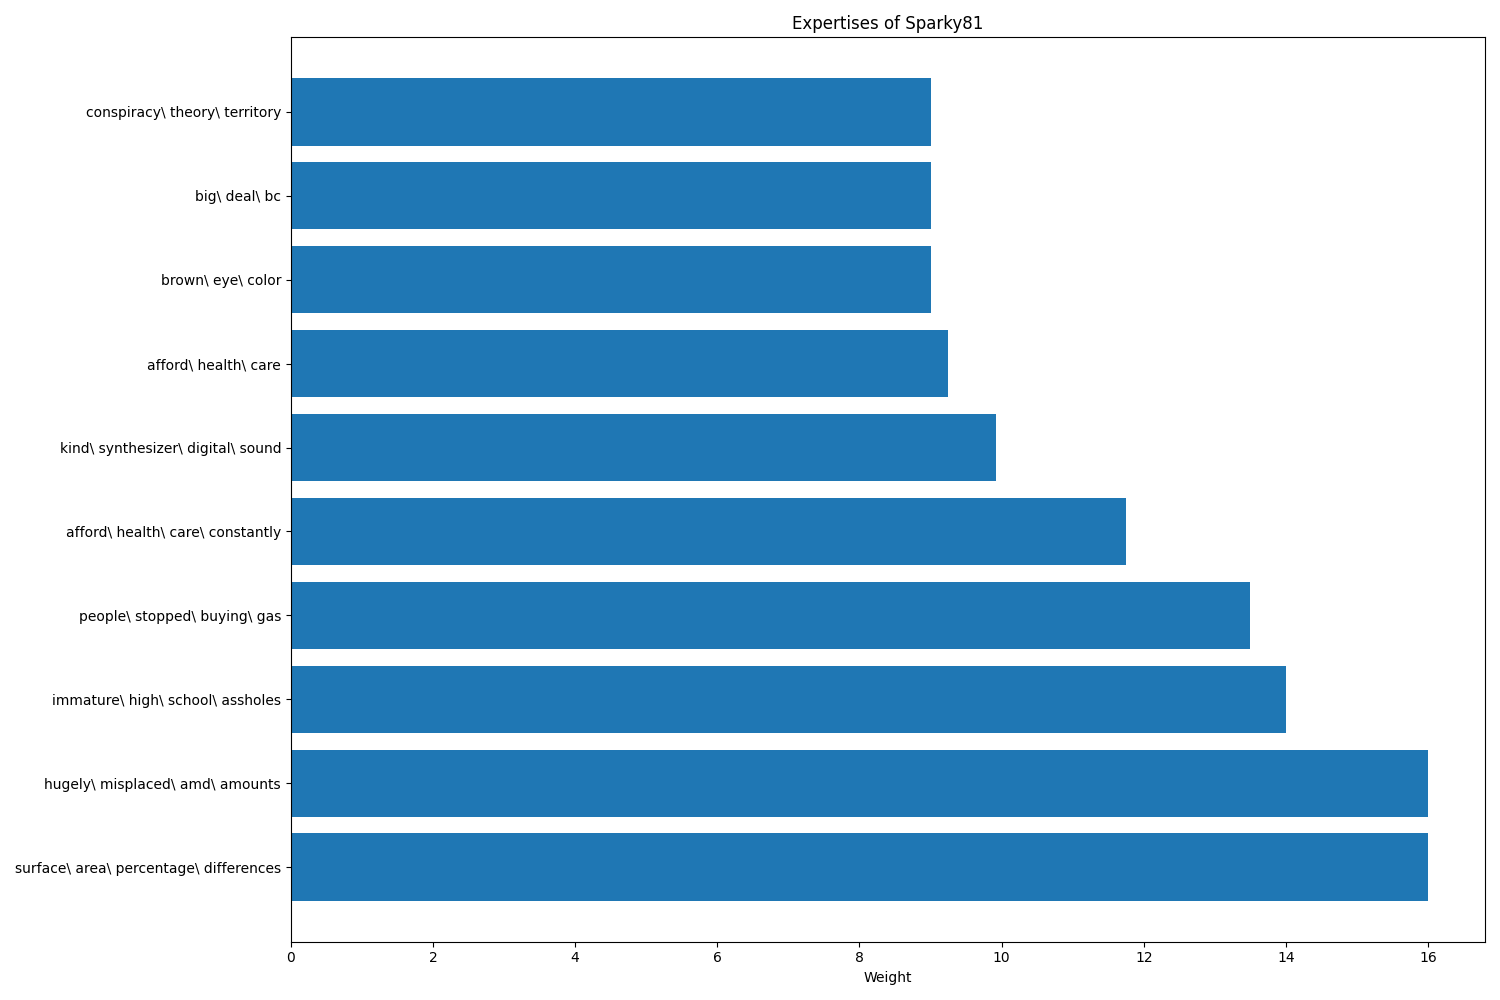 Expertises of Sparky81
conspiracy\ theory\ territory
big\ deal\ bc
brown\ eye\ color
afford\ health\ care
kind\ synthesizer\ digital\ sound
afford\ health\ care\ constantly
people\ stopped\ buying\ gas
immature\ high\ school\ assholes
hugely\ misplaced\ amd\ amounts
surface\ area\ percentage\ differences
0 2 4 6 8 10 12 14 16
Weight